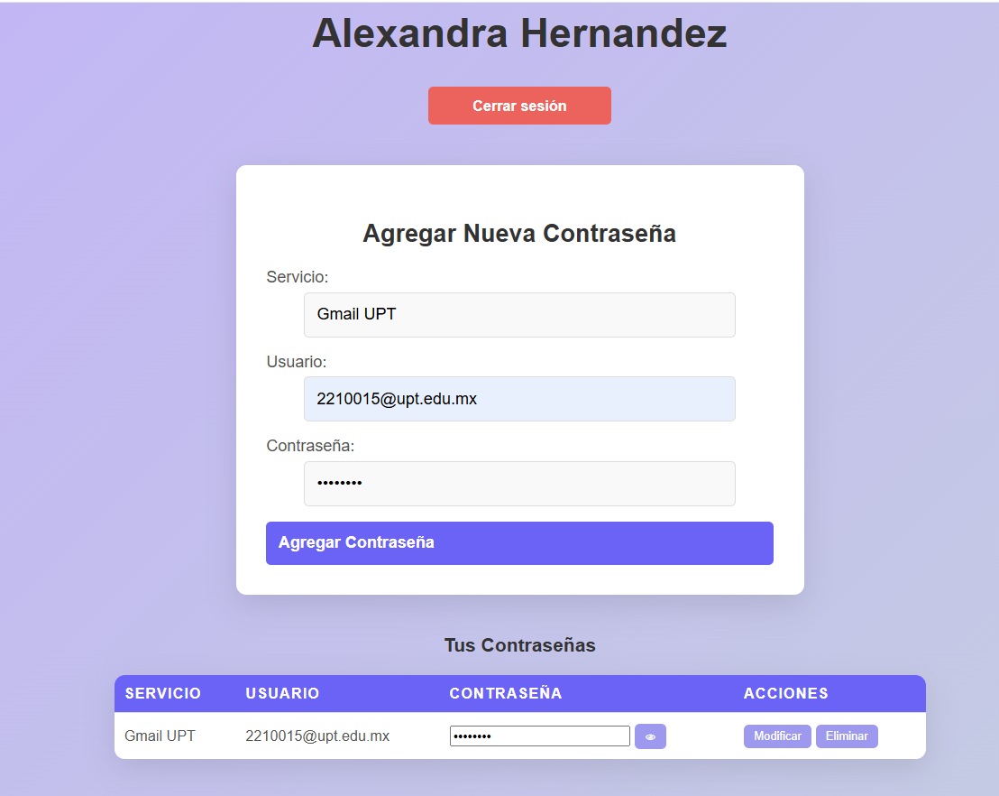 Alexandra Hernandez
Cerrar sesión
Agregar Nueva Contraseña
Servicio:
Gmail UPT
Usuario:
2210015@upt.edu.mx
Contraseña:
••••••••
Agregar Contraseña
Tus Contraseñas
SERVICIO USUARIO CONTRASEÑA ACCIONES
Gmail UPT 2210015@upt.edu.mx •••••••• Modificar Eliminar